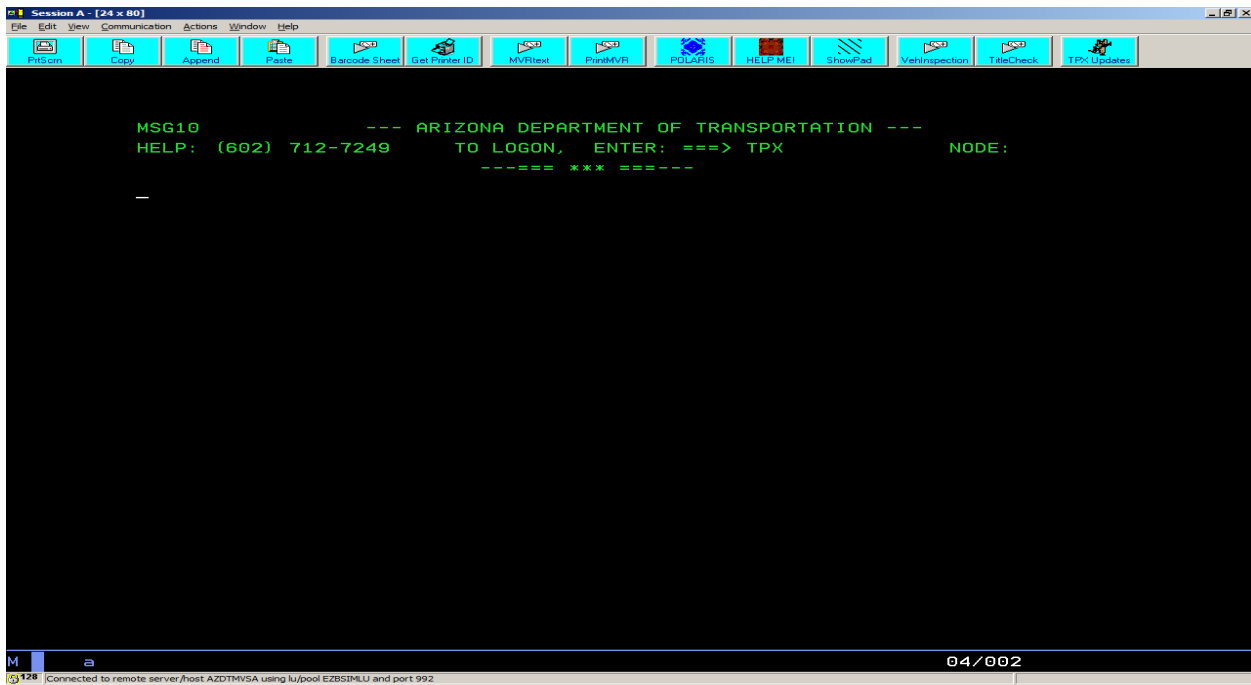 Session A - [24 x 80]
File Edit View Communication Actions Window Help
PrtScrn Copy Append Paste Barcode Sheet Get Printer ID MVRtext PrintMVR POLARIS HELP ME! ShowPad VehInspection TitleCheck TPX Updates
MSG10 --- ARIZONA DEPARTMENT OF TRANSPORTATION ---
HELP: (602) 712-7249 TO LOGON, ENTER: ===> TPX NODE:
---=== *** ===---
_
M a 04/002
128 Connected to remote server/host AZDTMVSA using lu/pool EZBSIMLU and port 992